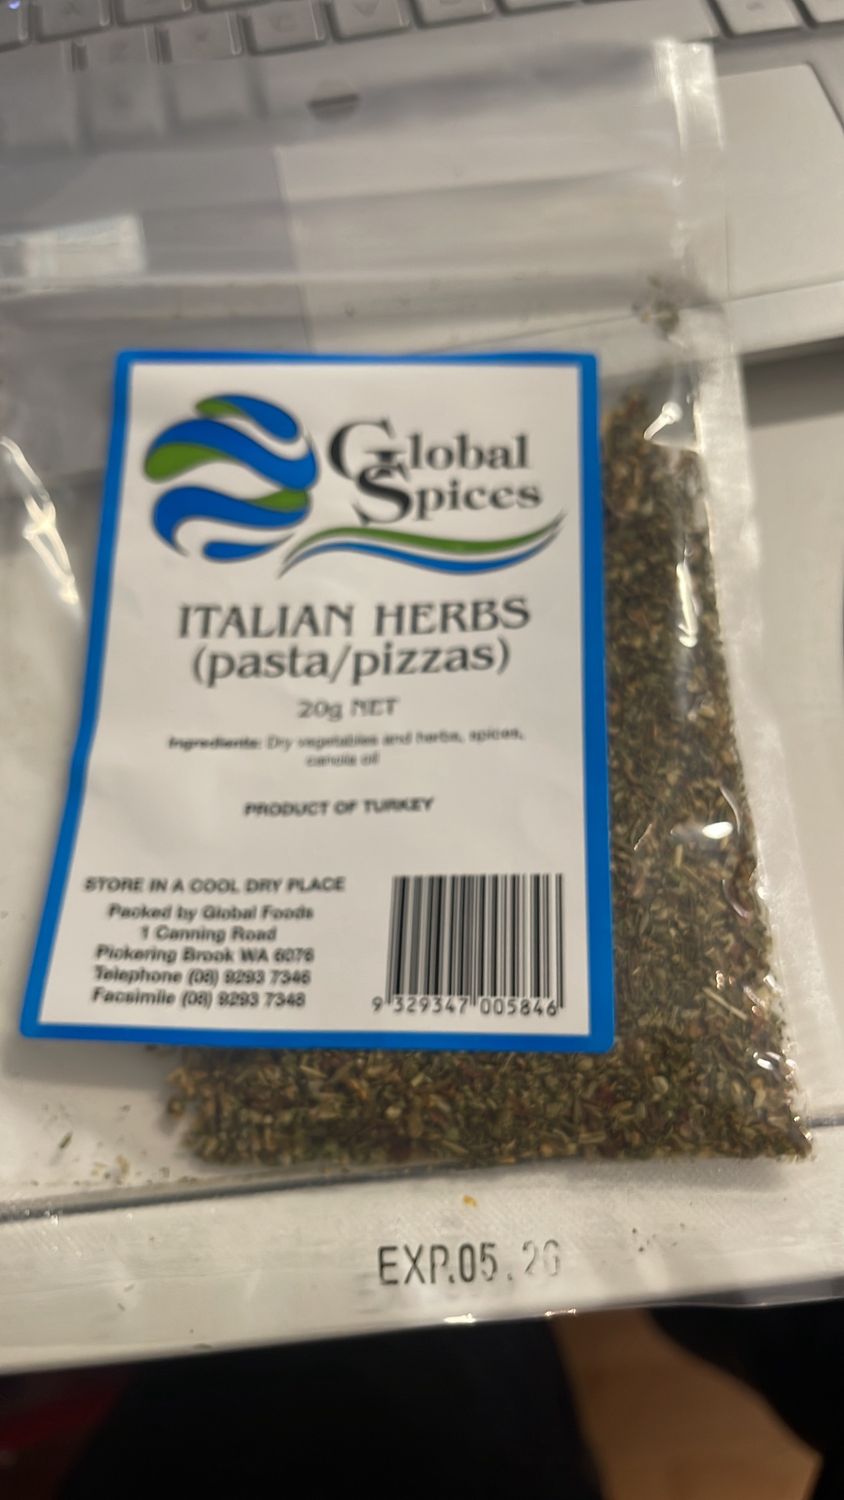 Global
Spices
ITALIAN HERBS
(pasta/pizzas)
20g NET
Ingredients: Dry vegetables and herbs, spices,
canola oil
PRODUCT OF TURKEY
STORE IN A COOL DRY PLACE
Packed by Global Foods
1 Canning Road
Pickering Brook WA 6076
Telephone (08) 9293 7346
Facsimile (08) 9293 7348
9 329347 005846
EXP.05.26